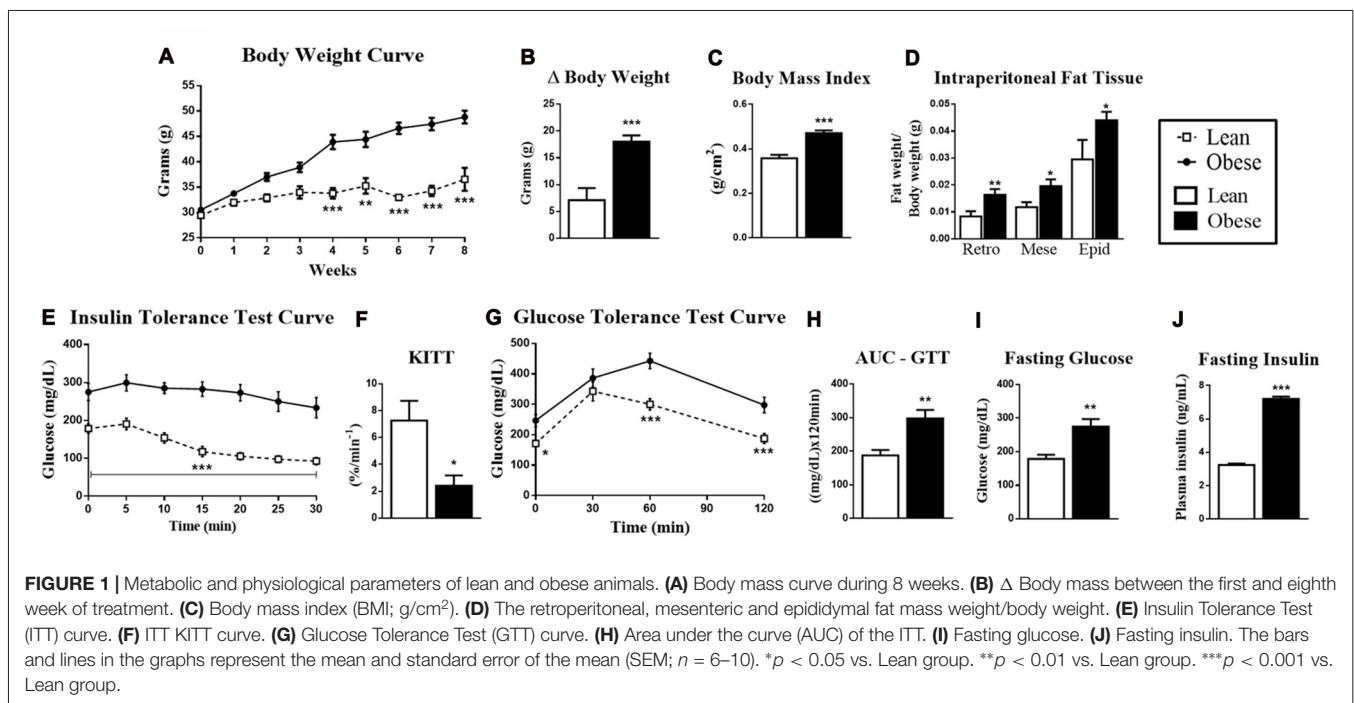 A Body Weight Curve
Grams (g)
55
50
45
40
35
30
25
*** ** *** *** ***
0 1 2 3 4 5 6 7 8
Weeks
B
Δ Body Weight
Grams (g)
25
20
15
10
5
0
***
C
Body Mass Index
(g/cm²)
0.6
0.4
0.2
0.0
***
D
Intraperitoneal Fat Tissue
Fat weight/
Body weight (g)
0.05
0.04
0.03
0.02
0.01
0.00
** * *
Retro Mese Epid
Lean
Obese
Lean
Obese
E Insulin Tolerance Test Curve
Glucose (mg/dL)
400
300
200
100
0
***
0 5 10 15 20 25 30
Time (min)
F
KITT
(%/min⁻¹)
10
8
6
4
2
0
*
G Glucose Tolerance Test Curve
Glucose (mg/dL)
500
400
300
200
100
0
* *** ***
0 30 60 90 120
Time (min)
H
AUC - GTT
((mg/dL)x120min)
400
300
200
100
0
**
I
Fasting Glucose
Glucose (mg/dL)
400
300
200
100
0
**
J
Fasting Insulin
Plasma insulin (ng/mL)
8
6
4
2
0
***
FIGURE 1 | Metabolic and physiological parameters of lean and obese animals. (A) Body mass curve during 8 weeks. (B) Δ Body mass between the first and eighth
week of treatment. (C) Body mass index (BMI; g/cm²). (D) The retroperitoneal, mesenteric and epididymal fat mass weight/body weight. (E) Insulin Tolerance Test
(ITT) curve. (F) ITT KITT curve. (G) Glucose Tolerance Test (GTT) curve. (H) Area under the curve (AUC) of the ITT. (I) Fasting glucose. (J) Fasting insulin. The bars
and lines in the graphs represent the mean and standard error of the mean (SEM; n = 6–10). *p < 0.05 vs. Lean group. **p < 0.01 vs. Lean group. ***p < 0.001 vs.
Lean group.